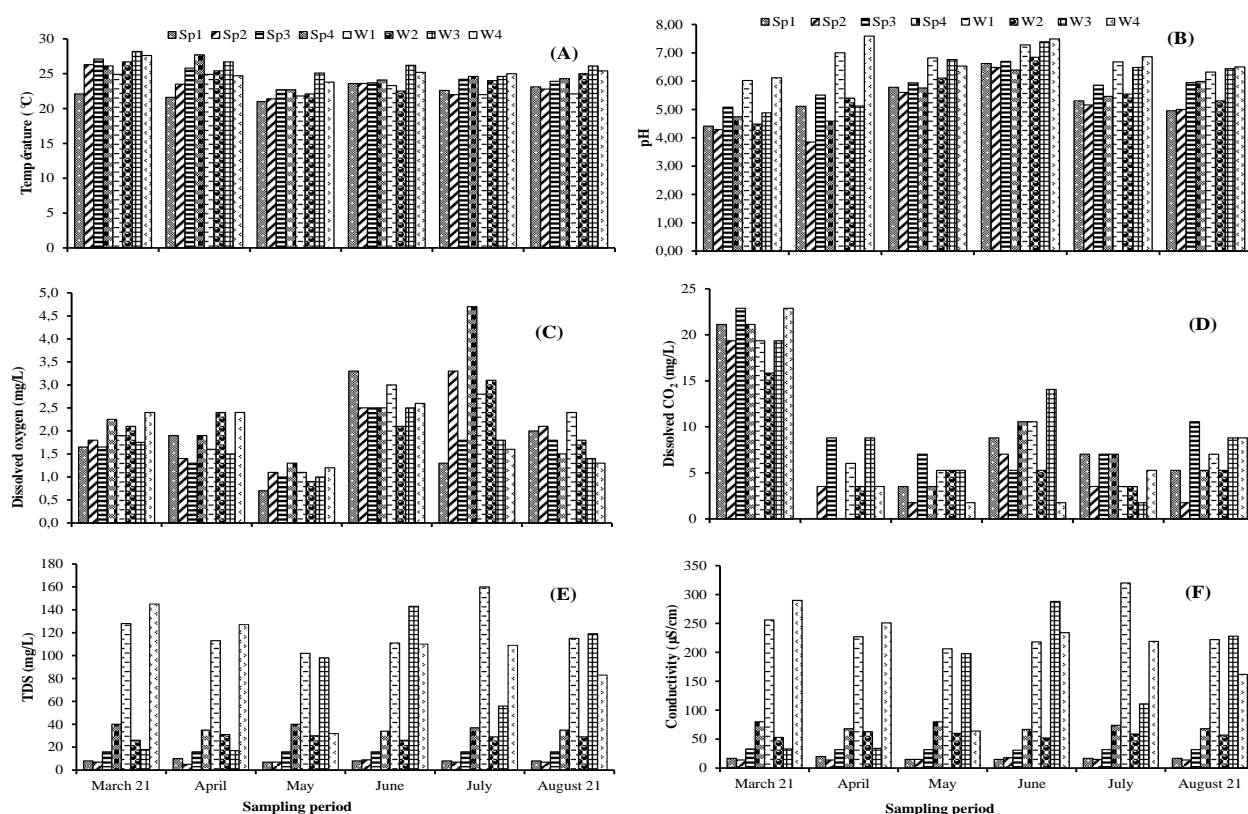 Sp1 Sp2 Sp3 Sp4 W1 W2 W3 W4
(A)
Température (°C)
30
25
20
15
10
5
0
Sp1 Sp2 Sp3 Sp4 W1 W2 W3 W4
(B)
pH
8,00
7,00
6,00
5,00
4,00
3,00
2,00
1,00
0,00
(C)
Dissolved oxygen (mg/L)
5,0
4,5
4,0
3,5
3,0
2,5
2,0
1,5
1,0
0,5
0,0
(D)
Dissolved CO₂ (mg/L)
25
20
15
10
5
0
(E)
TDS (mg/L)
180
160
140
120
100
80
60
40
20
0
March 21 April May June July August 21
Sampling period
(F)
Conductivity (µS/cm)
350
300
250
200
150
100
50
0
March 21 April May June July August 21
Sampling period